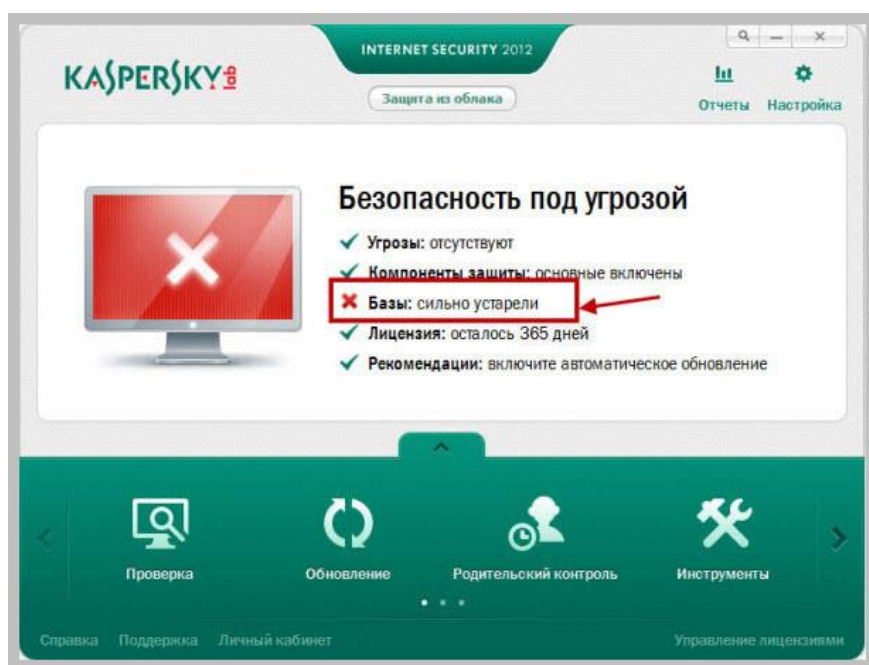 INTERNET SECURITY 2012
KASPERSKY lab
Защита из облака
Отчеты Настройка
Безопасность под угрозой
Угрозы: отсутствуют
Компоненты защиты: основные включены
Базы: сильно устарели
Лицензия: осталось 365 дней
Рекомендации: включите автоматическое обновление
Проверка Обновление Родительский контроль Инструменты
Справка Поддержка Личный кабинет Управление лицензиями